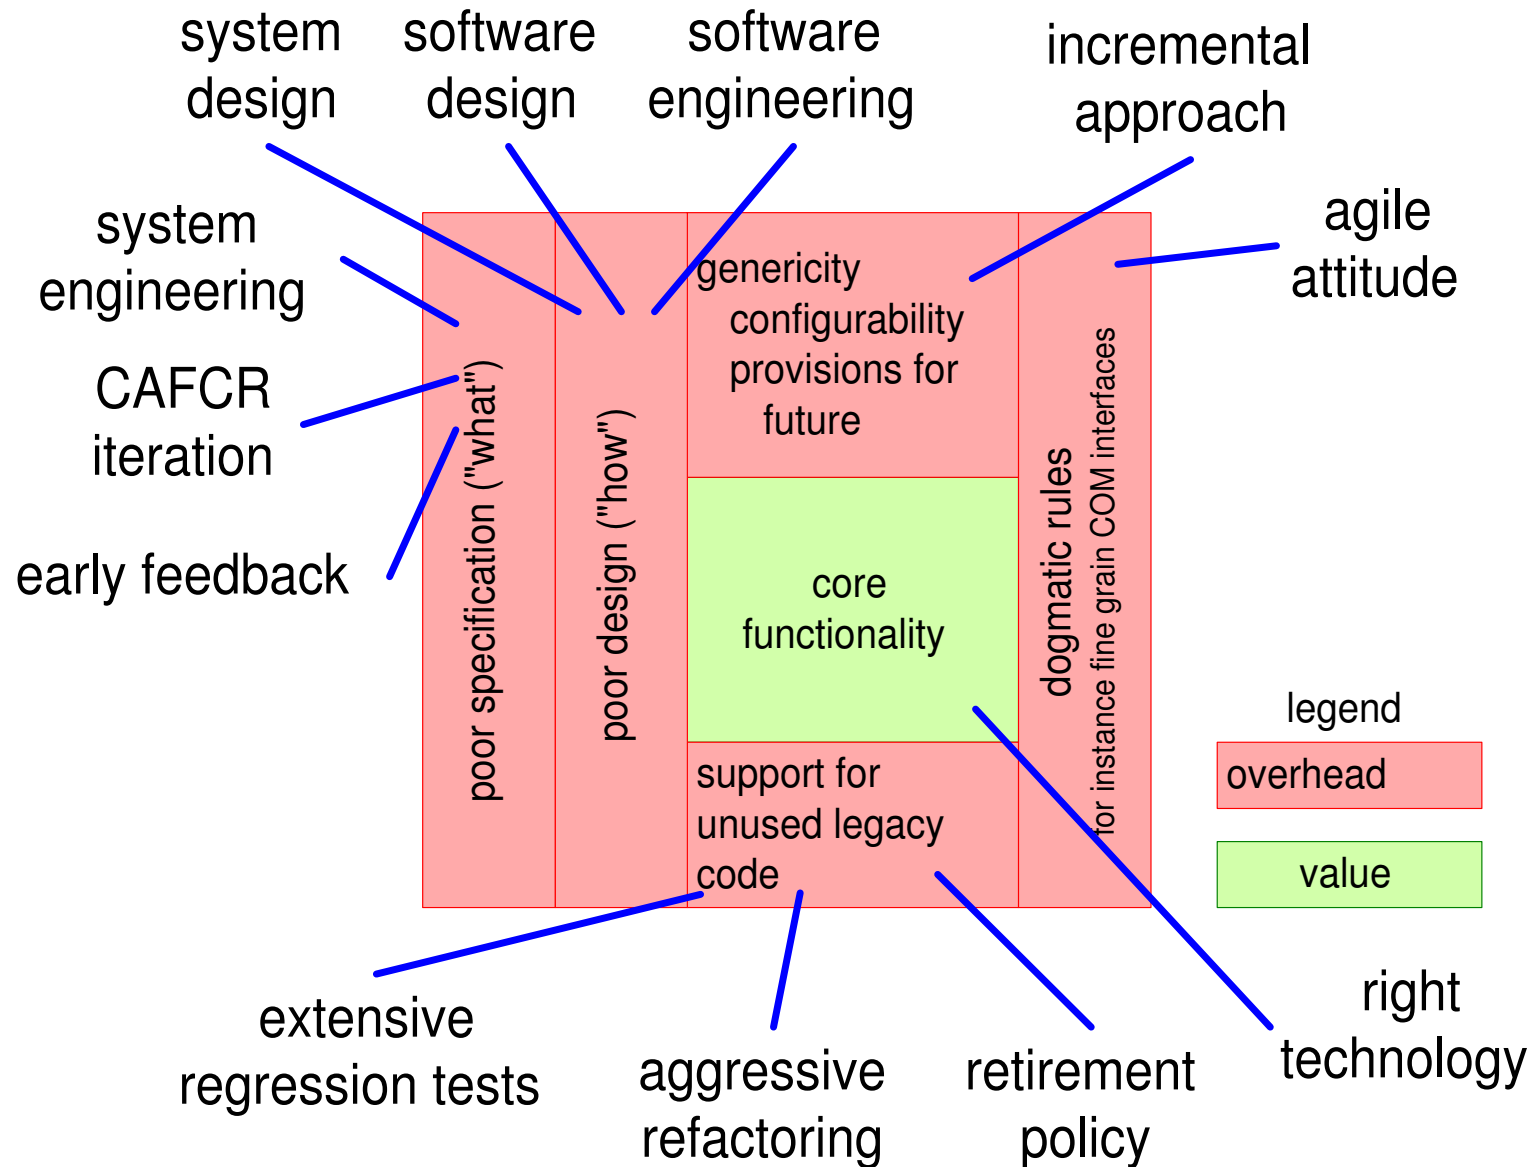 system
design
software
design
software
engineering
incremental
approach
agile
attitude
system
engineering
CAFCR
iteration
early feedback
poor specification ("what")
poor design ("how")
genericity
configurability
provisions for
future
core
functionality
support for
unused legacy
code
dogmatic rules
for instance fine grain COM interfaces
legend
overhead
value
extensive
regression tests
aggressive
refactoring
retirement
policy
right
technology